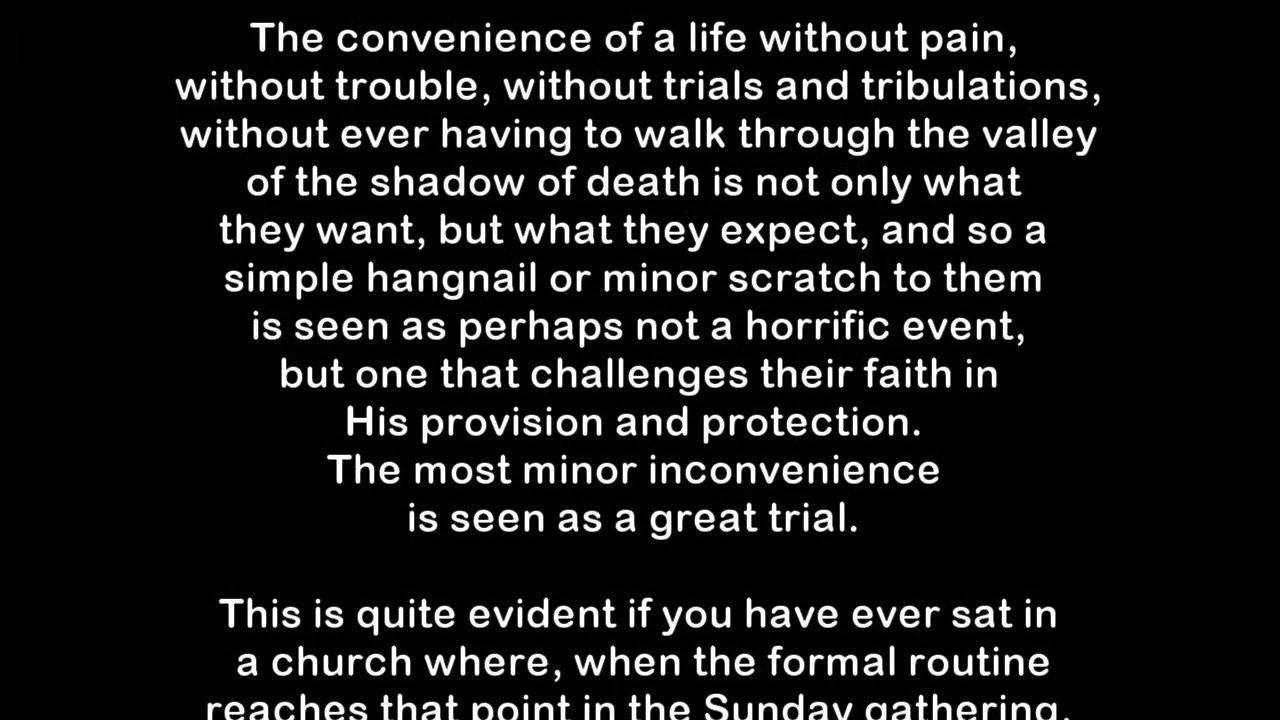 The convenience of a life without pain,
without trouble, without trials and tribulations,
without ever having to walk through the valley
of the shadow of death is not only what
they want, but what they expect, and so a
simple hangnail or minor scratch to them
is seen as perhaps not a horrific event,
but one that challenges their faith in
His provision and protection.
The most minor inconvenience
is seen as a great trial.
This is quite evident if you have ever sat in
a church where, when the formal routine
reaches that point in the Sunday gathering,